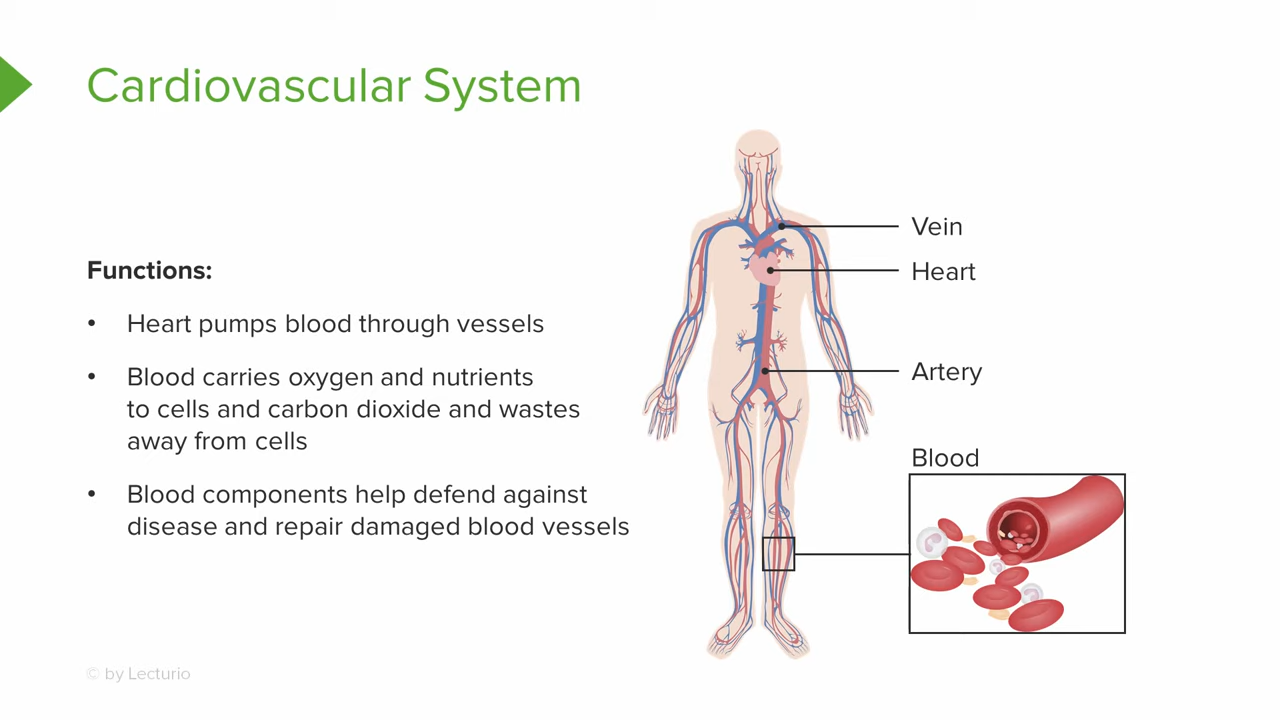 Cardiovascular System
Functions:
• Heart pumps blood through vessels
• Blood carries oxygen and nutrients
to cells and carbon dioxide and wastes
away from cells
• Blood components help defend against
disease and repair damaged blood vessels
Vein
Heart
Artery
Blood
© by Lecturio